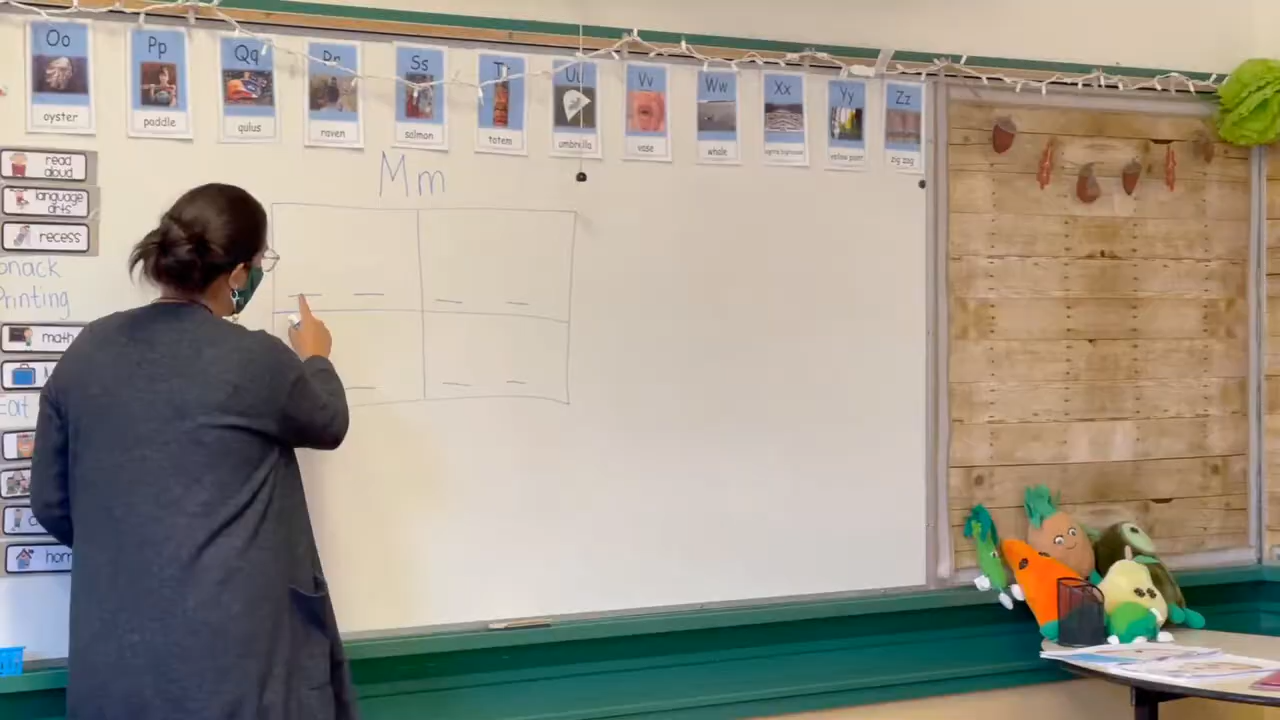 Oo
oyster
Pp
paddle
Qq
qulus
Rr
raven
Ss
salmon
Tt
totem
Uu
umbrella
Vv
vase
Ww
whale
Xx
Yy
Zz
zig zag
Mm
read
aloud
language
arts
recess
Snack
Printing
math